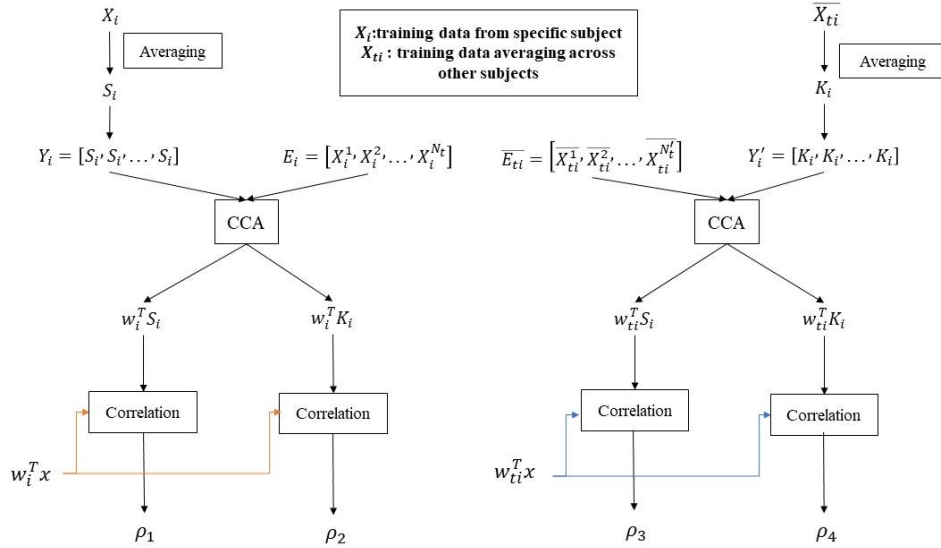 X_i
Averaging
S_i
Y_i = [S_i, S_i, …, S_i]
E_i = [X_i^1, X_i^2, …, X_i^{N_t}]
X_i:training data from specific subject
X_{ti} : training data averaging across
other subjects
\overline{X_{ti}}
Averaging
K_i
\overline{E_{ti}} = [\overline{X_{ti}^1}, \overline{X_{ti}^2}, …, \overline{X_{ti}^{N_t'}}]
Y_i' = [K_i, K_i, …, K_i]
CCA
CCA
w_i^T S_i
w_i^T K_i
w_{ti}^T S_i
w_{ti}^T K_i
Correlation
Correlation
Correlation
Correlation
w_i^T x
w_{ti}^T x
ρ_1
ρ_2
ρ_3
ρ_4